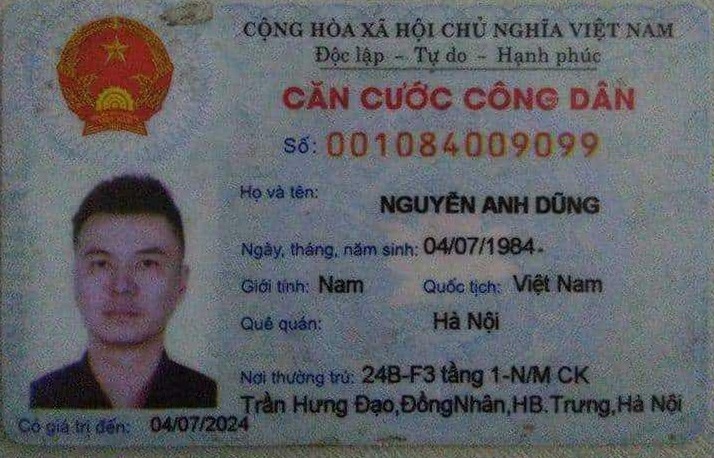 CỘNG HÒA XÃ HỘI CHỦ NGHĨA VIỆT NAM
Độc lập – Tự do – Hạnh phúc
CĂN CƯỚC CÔNG DÂN
Số: 001084009099
Họ và tên: NGUYỄN ANH DŨNG
Ngày, tháng, năm sinh: 04/07/1984
Giới tính: Nam Quốc tịch: Việt Nam
Quê quán: Hà Nội
Nơi thường trú: 24B-F3 tầng 1-N/M CK
Trần Hưng Đạo,ĐồngNhân,HB.Trưng,Hà Nội
Có giá trị đến: 04/07/2024